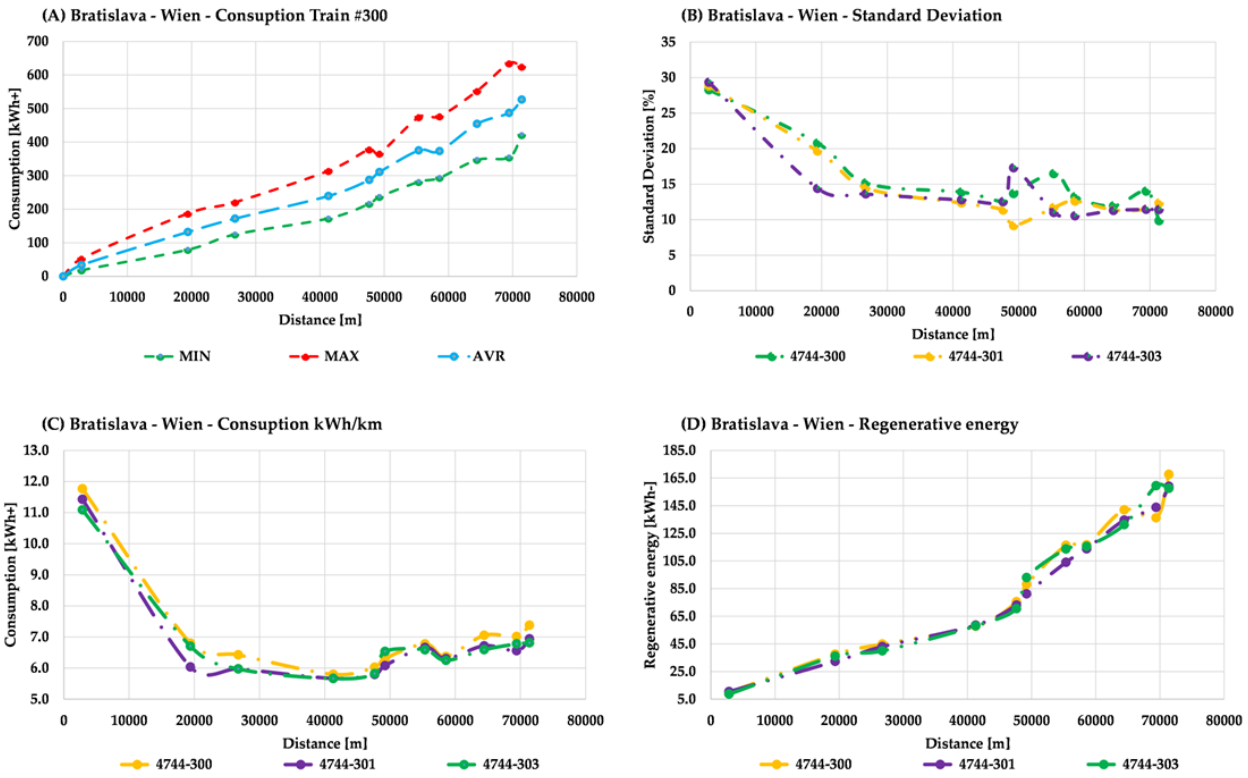 (A) Bratislava - Wien - Consuption Train #300
700
600
500
400
300
200
100
0
Consumption [kWh+]
0 10000 20000 30000 40000 50000 60000 70000 80000
Distance [m]
MIN MAX AVR
(B) Bratislava - Wien - Standard Deviation
35
30
25
20
15
10
5
0
Standard Deviation [%]
0 10000 20000 30000 40000 50000 60000 70000 80000
Distance [m]
4744-300 4744-301 4744-303
(C) Bratislava - Wien - Consuption kWh/km
13.0
12.0
11.0
10.0
9.0
8.0
7.0
6.0
5.0
Consumption [kWh+]
0 10000 20000 30000 40000 50000 60000 70000 80000
Distance [m]
4744-300 4744-301 4744-303
(D) Bratislava - Wien - Regenerative energy
185.0
165.0
145.0
125.0
105.0
85.0
65.0
45.0
25.0
5.0
Regenerative energy [kWh-]
0 10000 20000 30000 40000 50000 60000 70000 80000
Distance [m]
4744-300 4744-301 4744-303